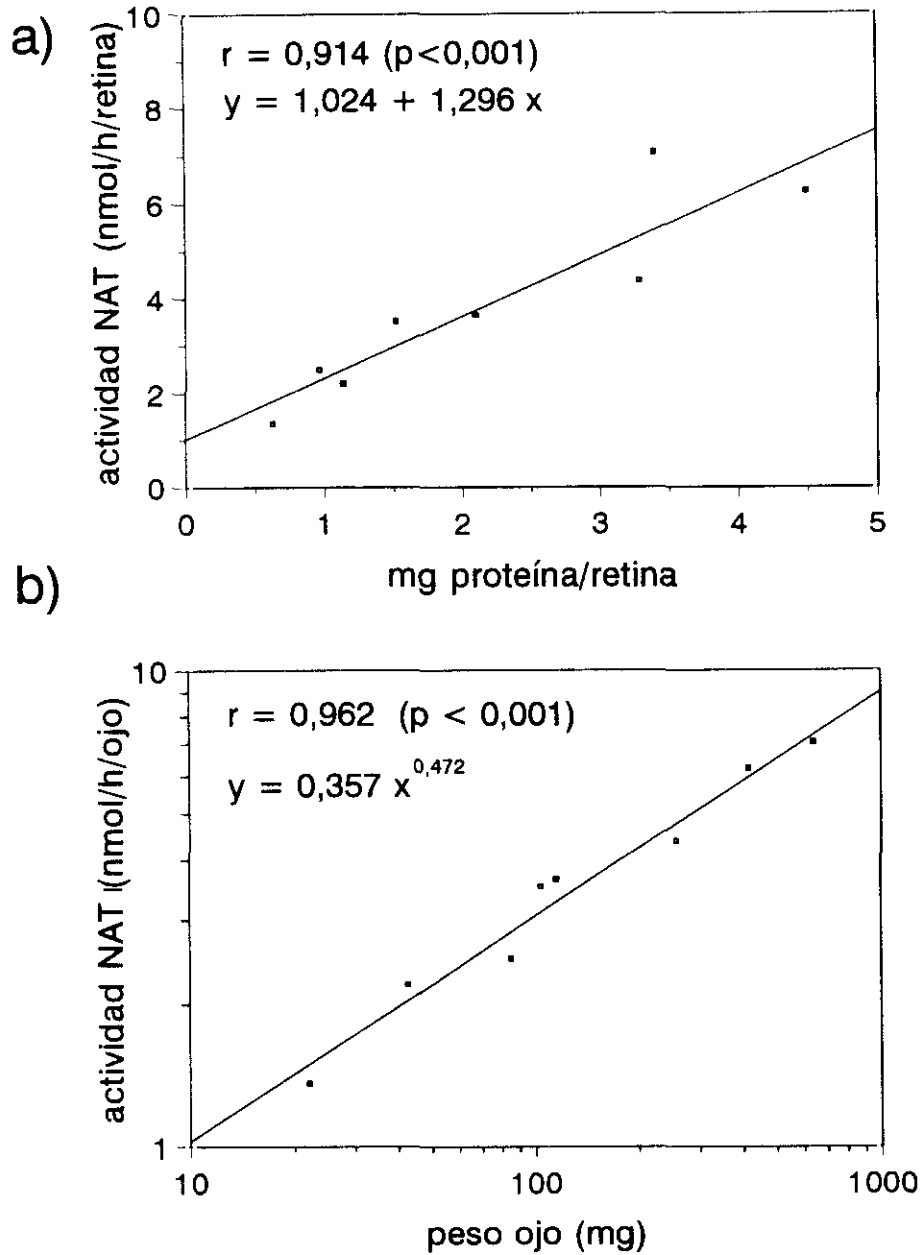 a)
r = 0,914 (p<0,001)
y = 1,024 + 1,296 x
actividad NAT (nmol/h/retina)
10
8
6
4
2
0
0 1 2 3 4 5
mg proteína/retina
b)
r = 0,962 (p < 0,001)
y = 0,357 x^0,472
actividad NAT (nmol/h/ojo)
10
1
10 100 1000
peso ojo (mg)